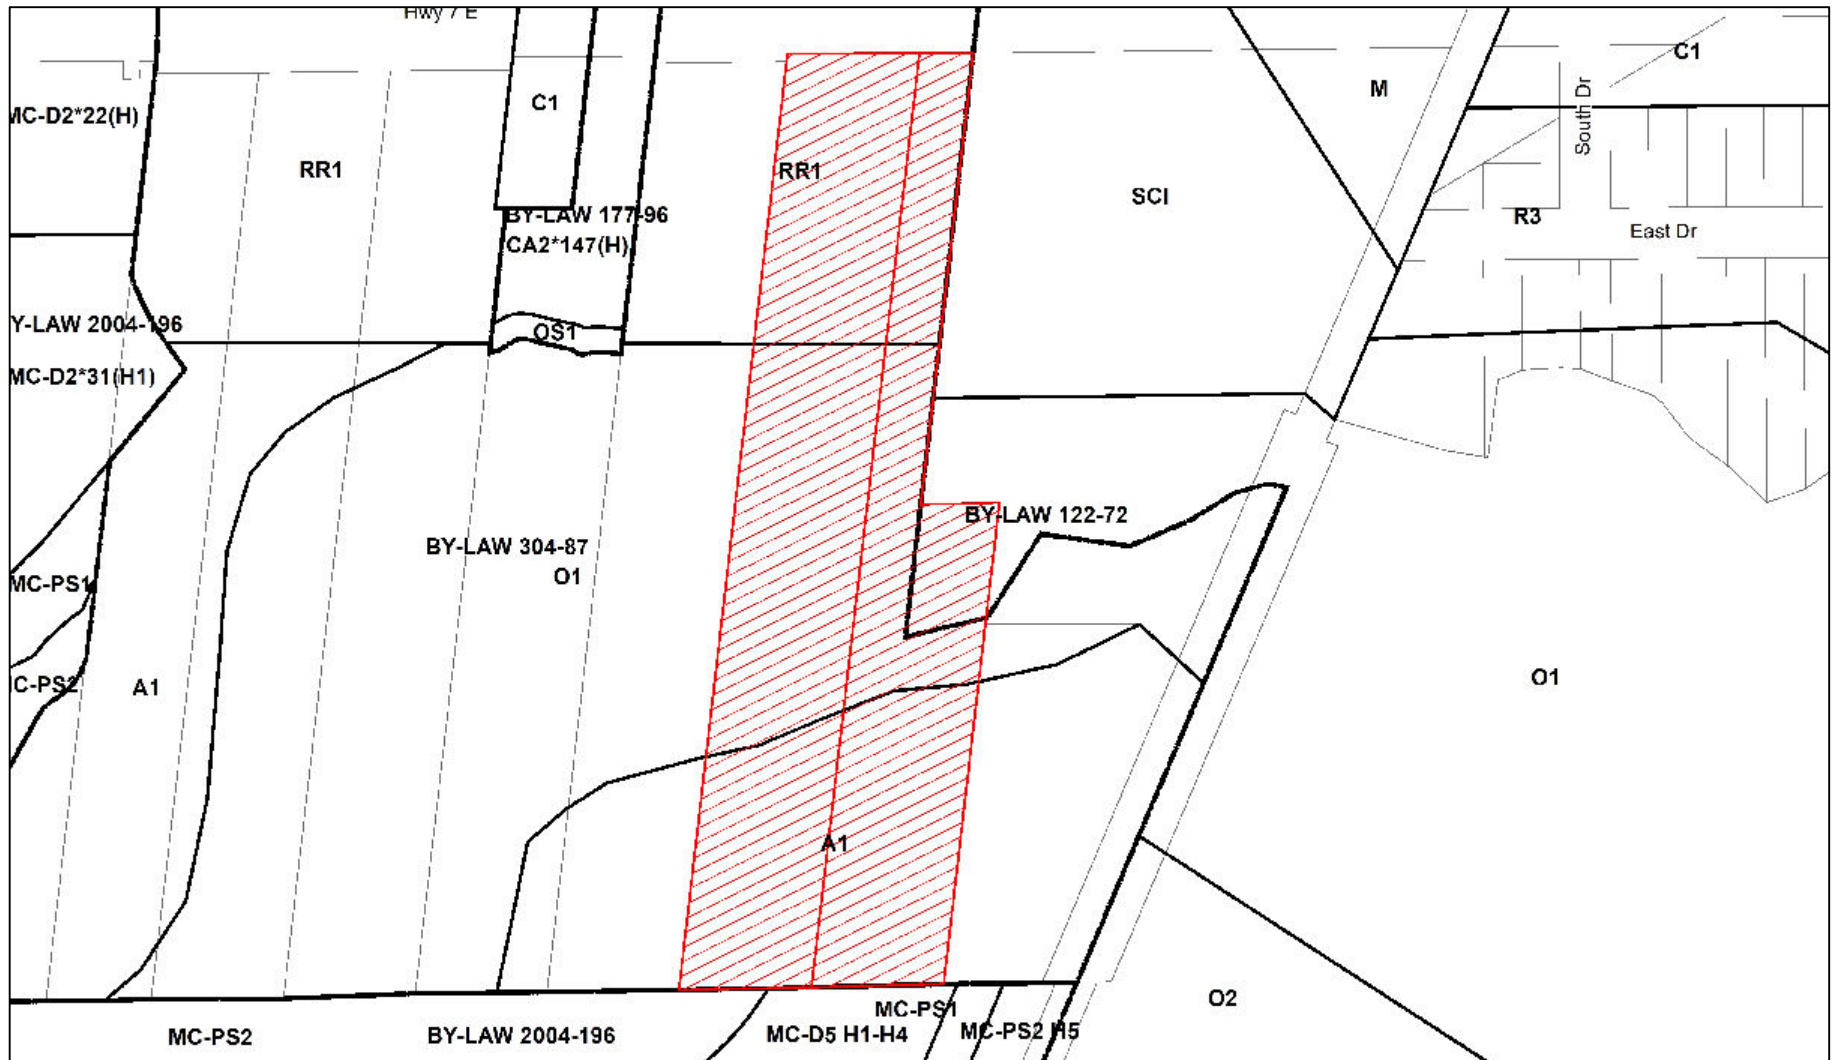 Hwy 7 E
C1
C1
M
MC-D2*22(H)
South Dr
RR1
RR1
SCI
BY-LAW 177-96
CA2*147(H)
R3
East Dr
Y-LAW 2004-196
OS1
MC-D2*31(H1)
BY-LAW 122-72
BY-LAW 304-87
O1
MC-PS1
IC-PS2
A1
O1
A1
O2
MC-PS1
MC-PS2
BY-LAW 2004-196
MC-D5 H1-H4
MC-PS2 H5